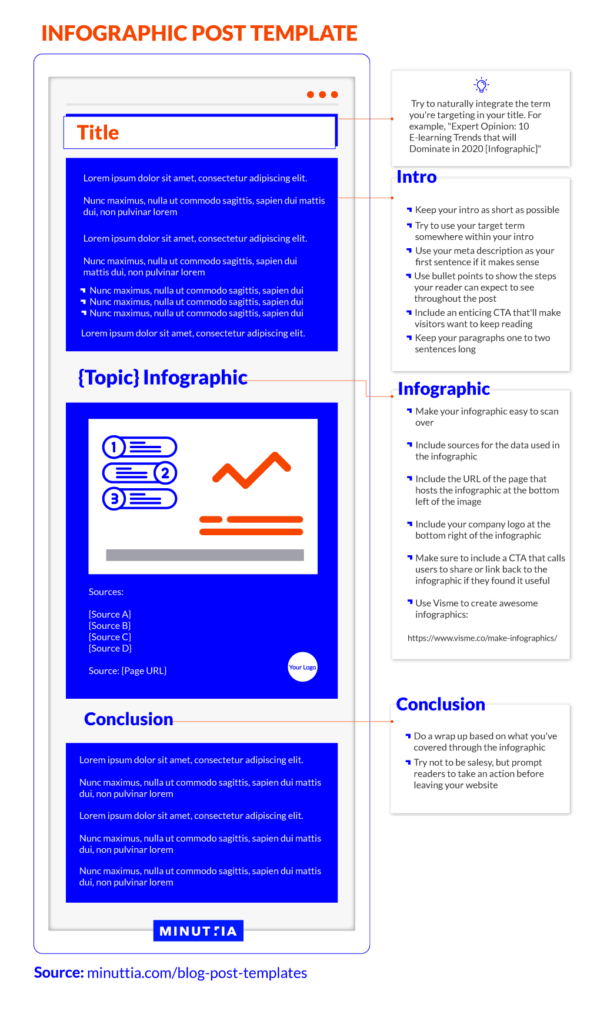 INFOGRAPHIC POST TEMPLATE
Title
Lorem ipsum dolor sit amet, consectetur adipiscing elit.
Nunc maximus, nulla ut commodo sagittis, sapien dui mattis
dui, non pulvinar lorem
Lorem ipsum dolor sit amet, consectetur adipiscing elit.
Nunc maximus, nulla ut commodo sagittis, sapien dui
mattis dui, non pulvinar lorem
Nunc maximus, nulla ut commodo sagittis, sapien dui
Nunc maximus, nulla ut commodo sagittis, sapien dui
Nunc maximus, nulla ut commodo sagittis, sapien dui
Lorem ipsum dolor sit amet, consectetur adipiscing elit.
{Topic} Infographic
1
2
3
Sources:
[Source A]
[Source B]
[Source C]
[Source D]
Source: [Page URL]
Your Logo
Conclusion
Lorem ipsum dolor sit amet, consectetur adipiscing elit.
Nunc maximus, nulla ut commodo sagittis, sapien dui mattis
dui, non pulvinar lorem
Lorem ipsum dolor sit amet, consectetur adipiscing elit.
Nunc maximus, nulla ut commodo sagittis, sapien dui mattis
dui, non pulvinar lorem
Nunc maximus, nulla ut commodo sagittis, sapien dui mattis
dui, non pulvinar lorem
MINUTTIA
Try to naturally integrate the term
you're targeting in your title. For
example, "Expert Opinion: 10
E-learning Trends that will
Dominate in 2020 [Infographic]"
Intro
Keep your intro as short as possible
Try to use your target term
somewhere within your intro
Use your meta description as your
first sentence if it makes sense
Use bullet points to show the steps
your reader can expect to see
throughout the post
Include an enticing CTA that'll make
visitors want to keep reading
Keep your paragraphs one to two
sentences long
Infographic
Make your infographic easy to scan
over
Include sources for the data used in
the infographic
Include the URL of the page that
hosts the infographic at the bottom
left of the image
Include your company logo at the
bottom right of the infographic
Make sure to include a CTA that calls
users to share or link back to the
infographic if they found it useful
Use Visme to create awesome
infographics:
https://www.visme.co/make-infographics/
Conclusion
Do a wrap up based on what you've
covered through the infographic
Try not to be salesy, but prompt
readers to take an action before
leaving your website
Source: minuttia.com/blog-post-templates